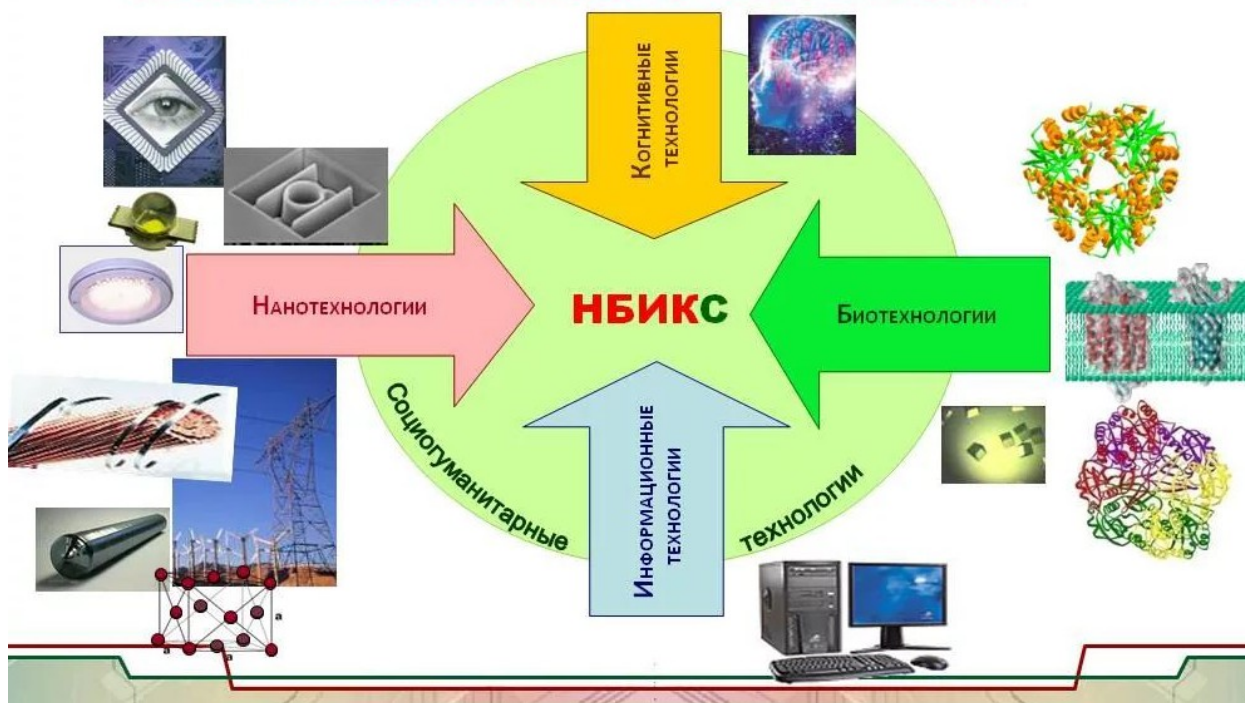 Когнитивные
технологии
Нанотехнологии
НБИКС
Биотехнологии
Социогуманитарные
технологии
Информационные
технологии
a
a
a